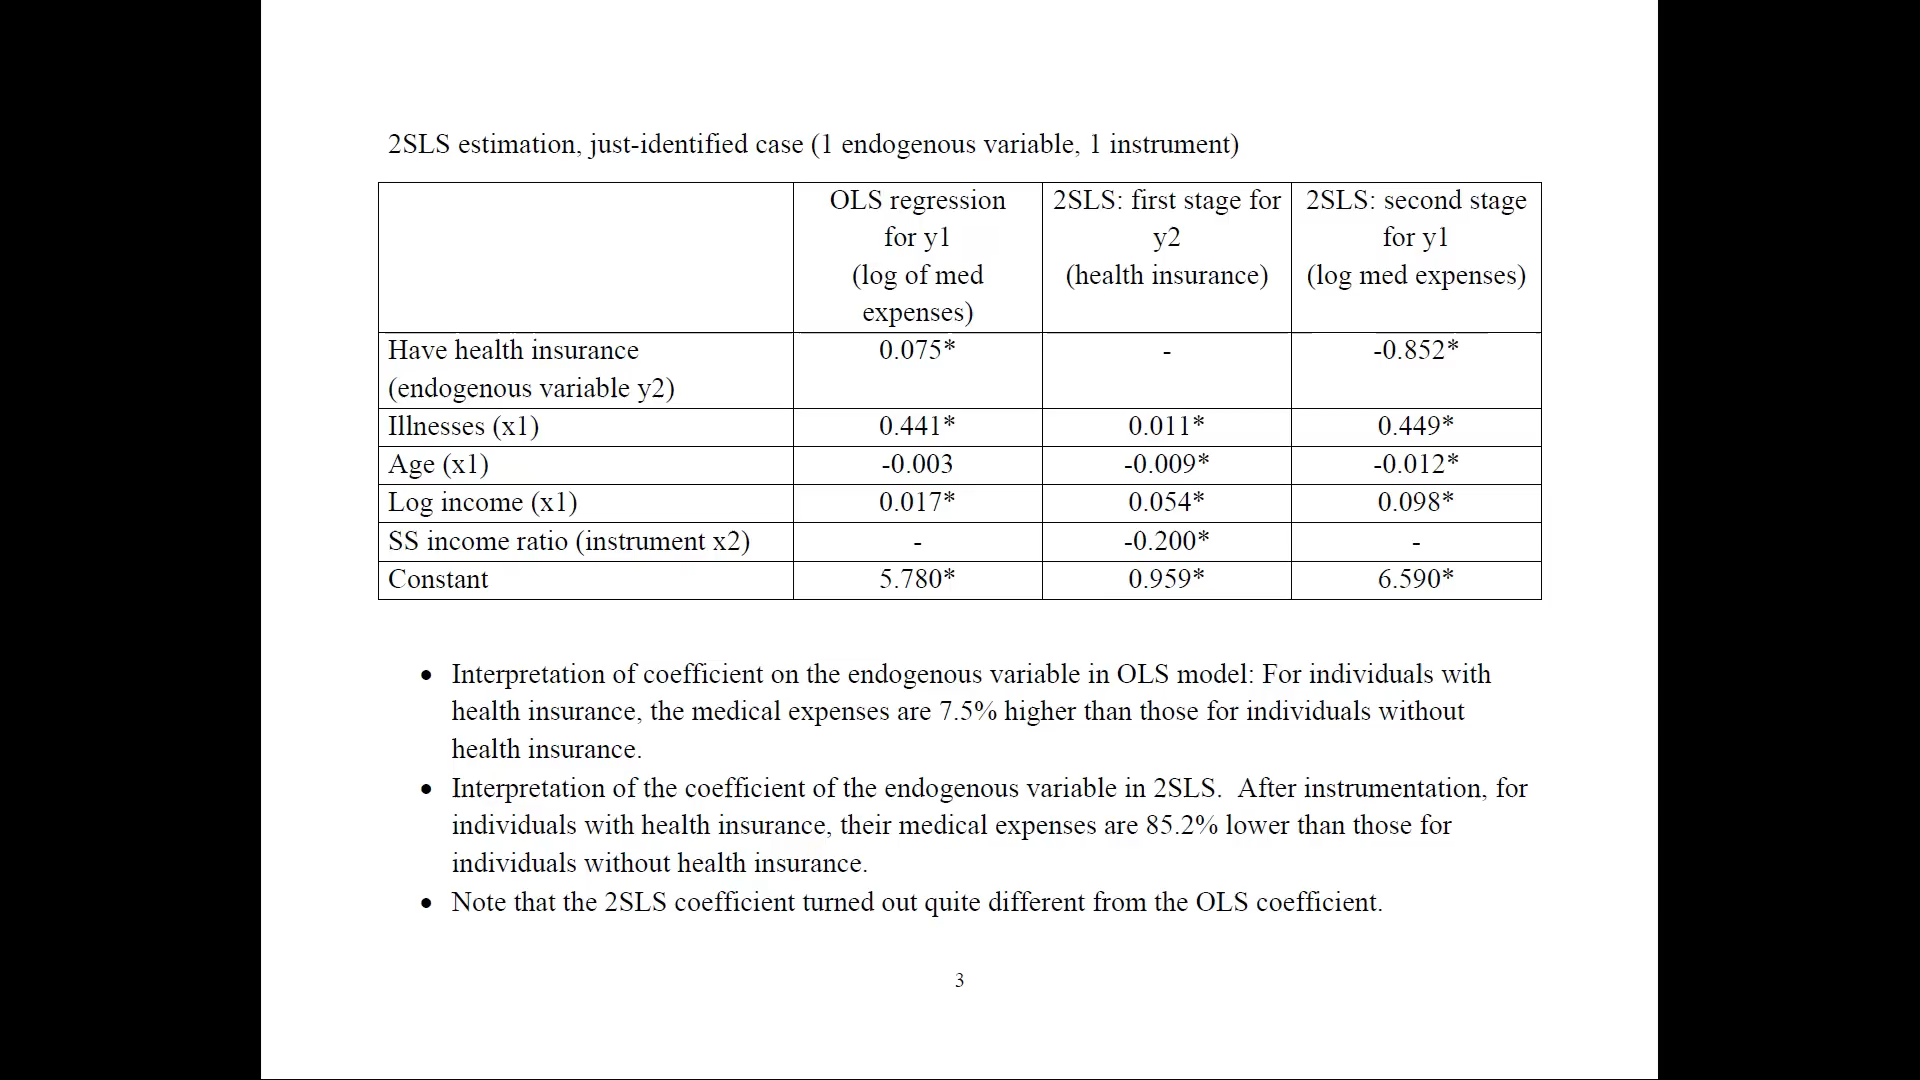 2SLS estimation, just-identified case (1 endogenous variable, 1 instrument)
OLS regression for y1 (log of med expenses)
2SLS: first stage for y2 (health insurance)
2SLS: second stage for y1 (log med expenses)
Have health insurance (endogenous variable y2) 0.075* - -0.852*
Illnesses (x1) 0.441* 0.011* 0.449*
Age (x1) -0.003 -0.009* -0.012*
Log income (x1) 0.017* 0.054* 0.098*
SS income ratio (instrument x2) - -0.200* -
Constant 5.780* 0.959* 6.590*
• Interpretation of coefficient on the endogenous variable in OLS model: For individuals with
health insurance, the medical expenses are 7.5% higher than those for individuals without
health insurance.
• Interpretation of the coefficient of the endogenous variable in 2SLS.  After instrumentation, for
individuals with health insurance, their medical expenses are 85.2% lower than those for
individuals without health insurance.
• Note that the 2SLS coefficient turned out quite different from the OLS coefficient.
3